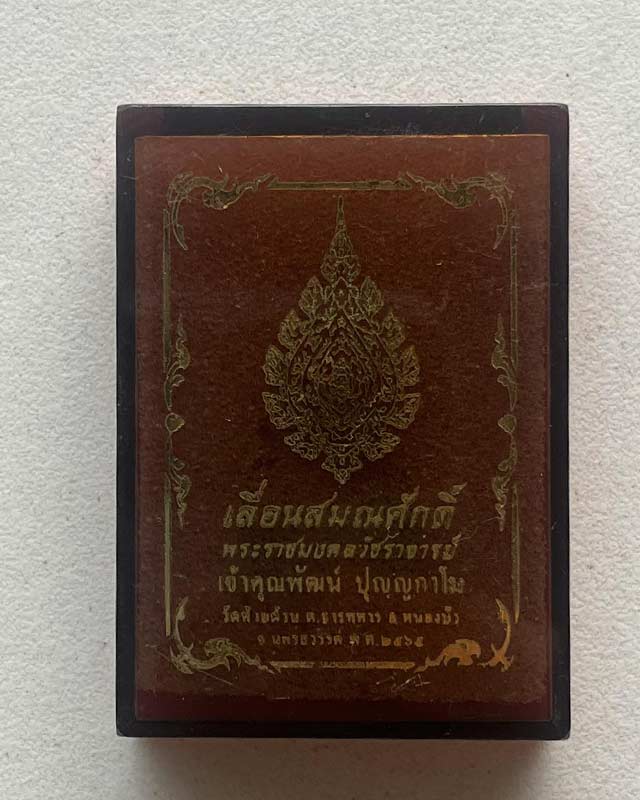 เลื่อนสมณศักดิ์
พระราชมงคลวัชราจารย์
เจ้าคุณพัฒน์ ปุญฺญกาโม
วัดห้วยด้วน ต.ธารทหาร อ.หนองบัว
จ.นครสวรรค์ พ.ศ.๒๕๖๕